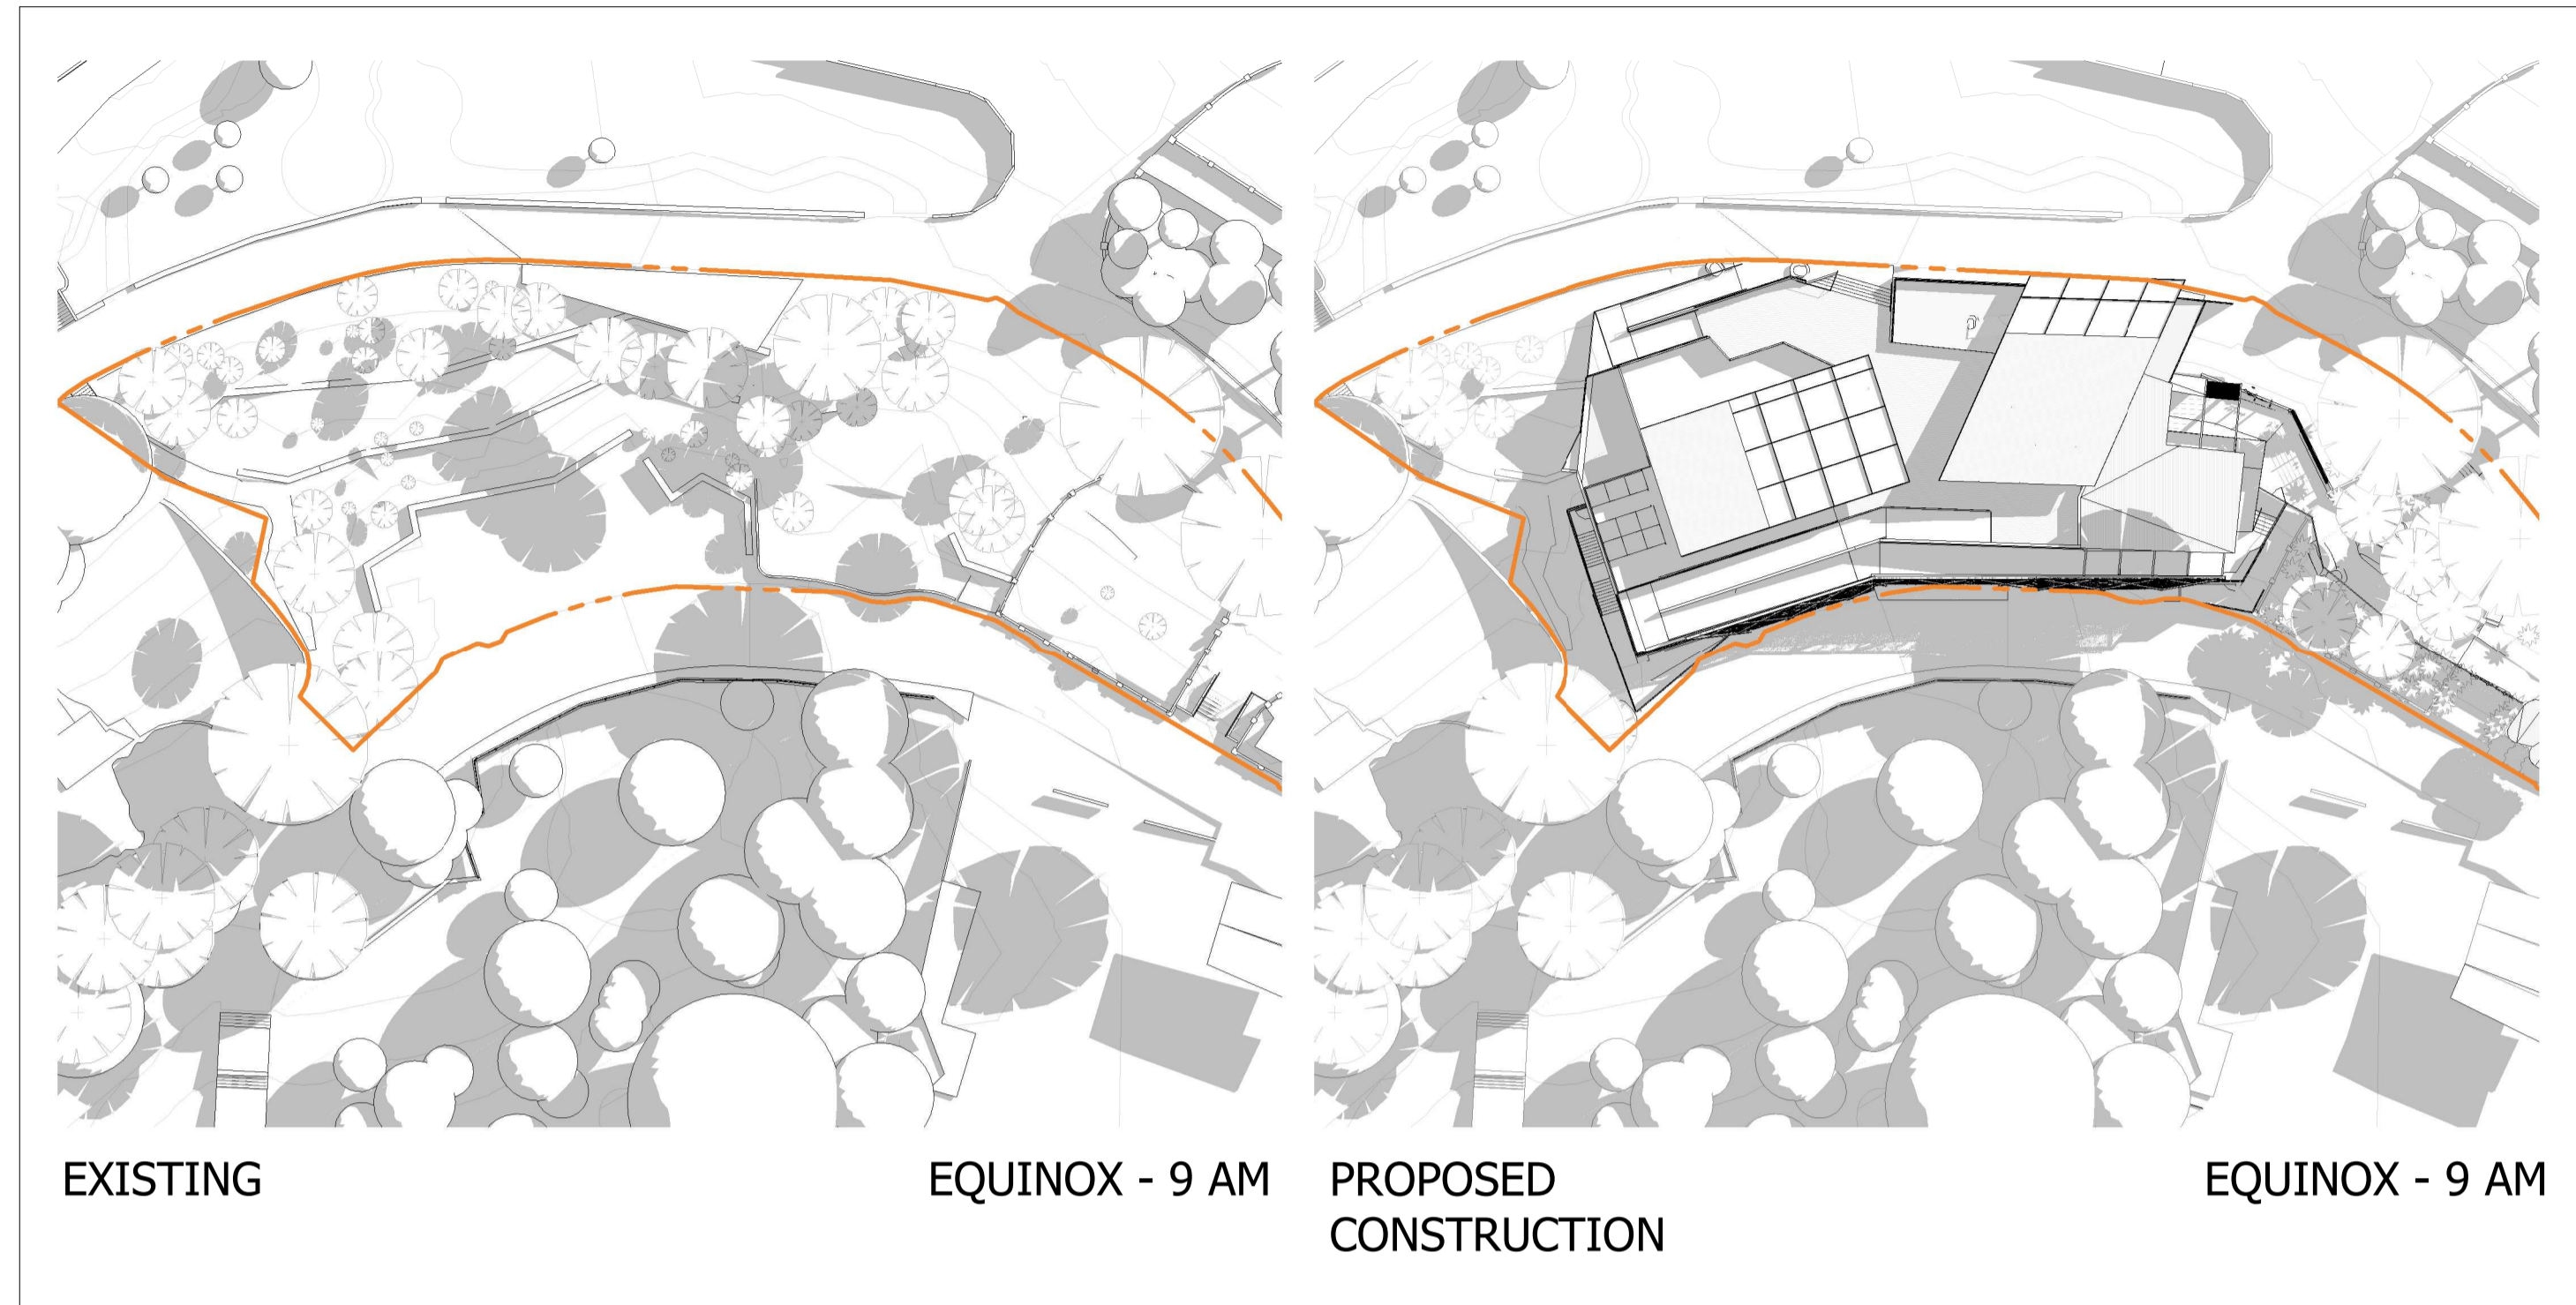 EXISTING
EQUINOX - 9 AM
PROPOSED
CONSTRUCTION
EQUINOX - 9 AM